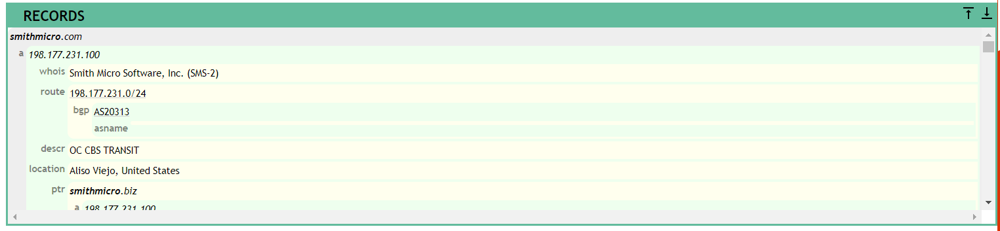 RECORDS
smithmicro.com
a 198.177.231.100
whois Smith Micro Software, Inc. (SMS-2)
route 198.177.231.0/24
bgp AS20313
asname
descr OC CBS TRANSIT
location Aliso Viejo, United States
ptr smithmicro.biz
a 198.177.231.100